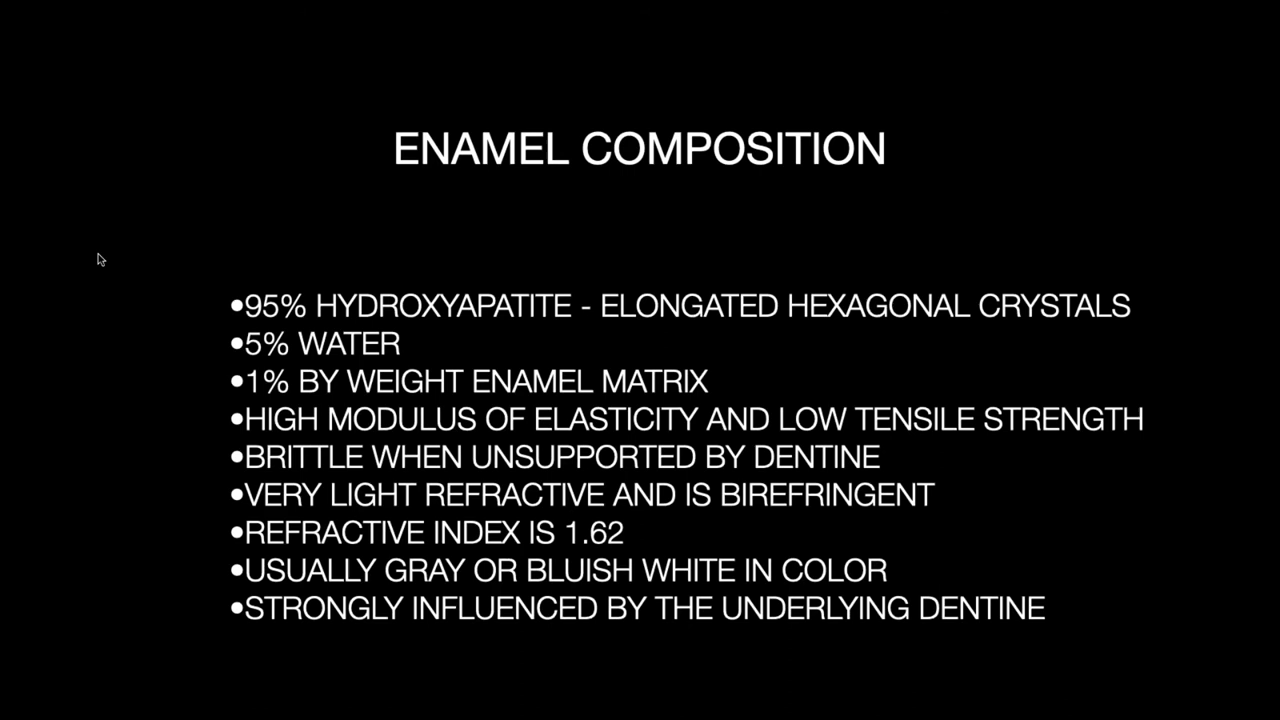 ENAMEL COMPOSITION
•95% HYDROXYAPATITE - ELONGATED HEXAGONAL CRYSTALS
•5% WATER
•1% BY WEIGHT ENAMEL MATRIX
•HIGH MODULUS OF ELASTICITY AND LOW TENSILE STRENGTH
•BRITTLE WHEN UNSUPPORTED BY DENTINE
•VERY LIGHT REFRACTIVE AND IS BIREFRINGENT
•REFRACTIVE INDEX IS 1.62
•USUALLY GRAY OR BLUISH WHITE IN COLOR
•STRONGLY INFLUENCED BY THE UNDERLYING DENTINE